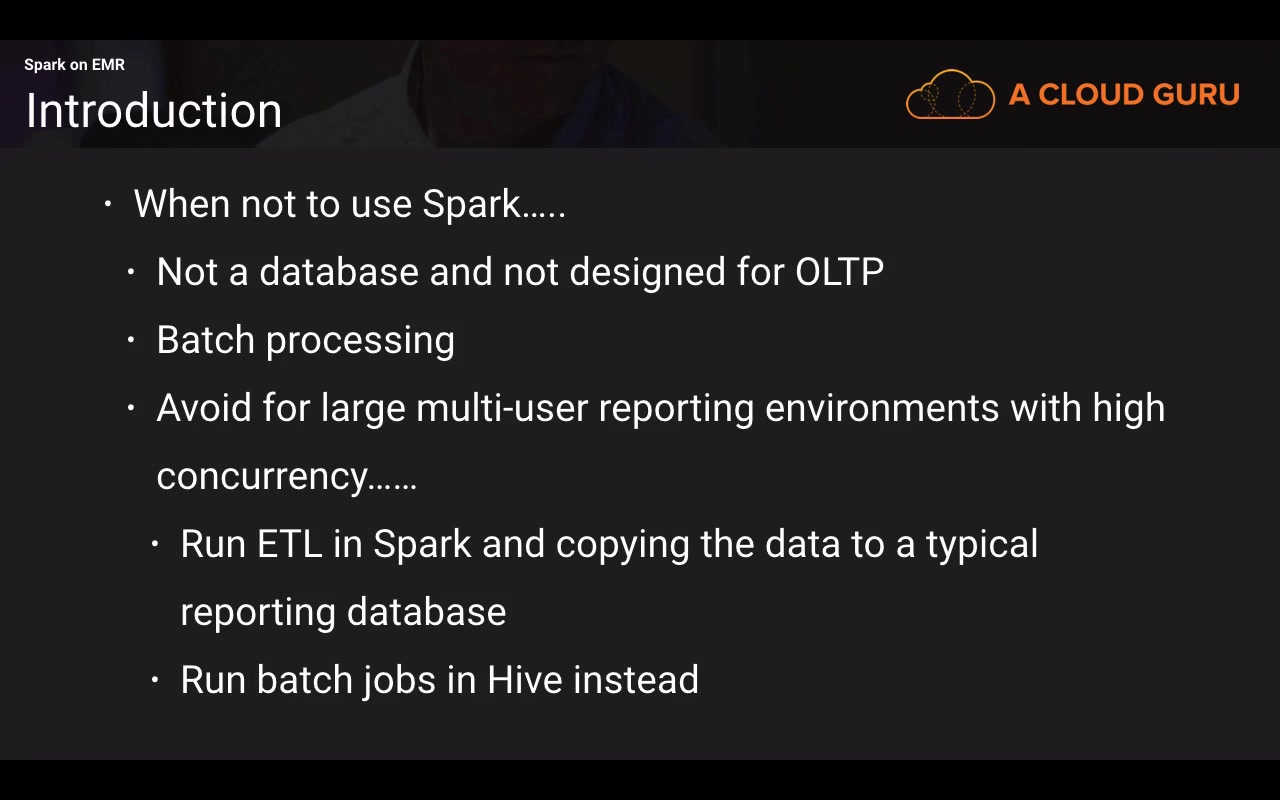 Spark on EMR
Introduction
A CLOUD GURU
• When not to use Spark…..
• Not a database and not designed for OLTP
• Batch processing
• Avoid for large multi-user reporting environments with high
concurrency……
• Run ETL in Spark and copying the data to a typical
reporting database
• Run batch jobs in Hive instead